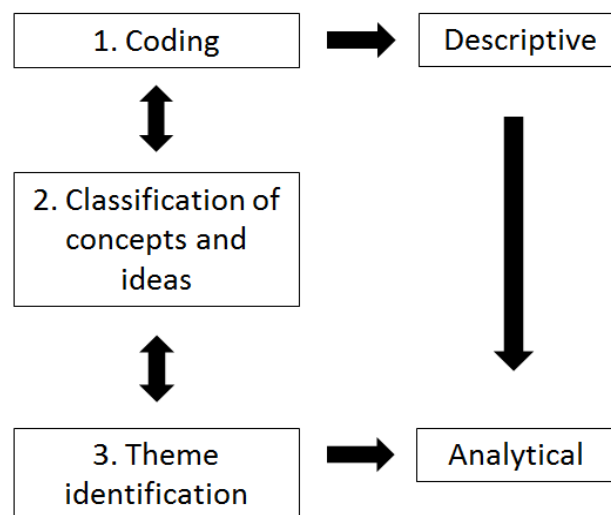 1. Coding
Descriptive
2. Classification of
concepts and
ideas
3. Theme
identification
Analytical